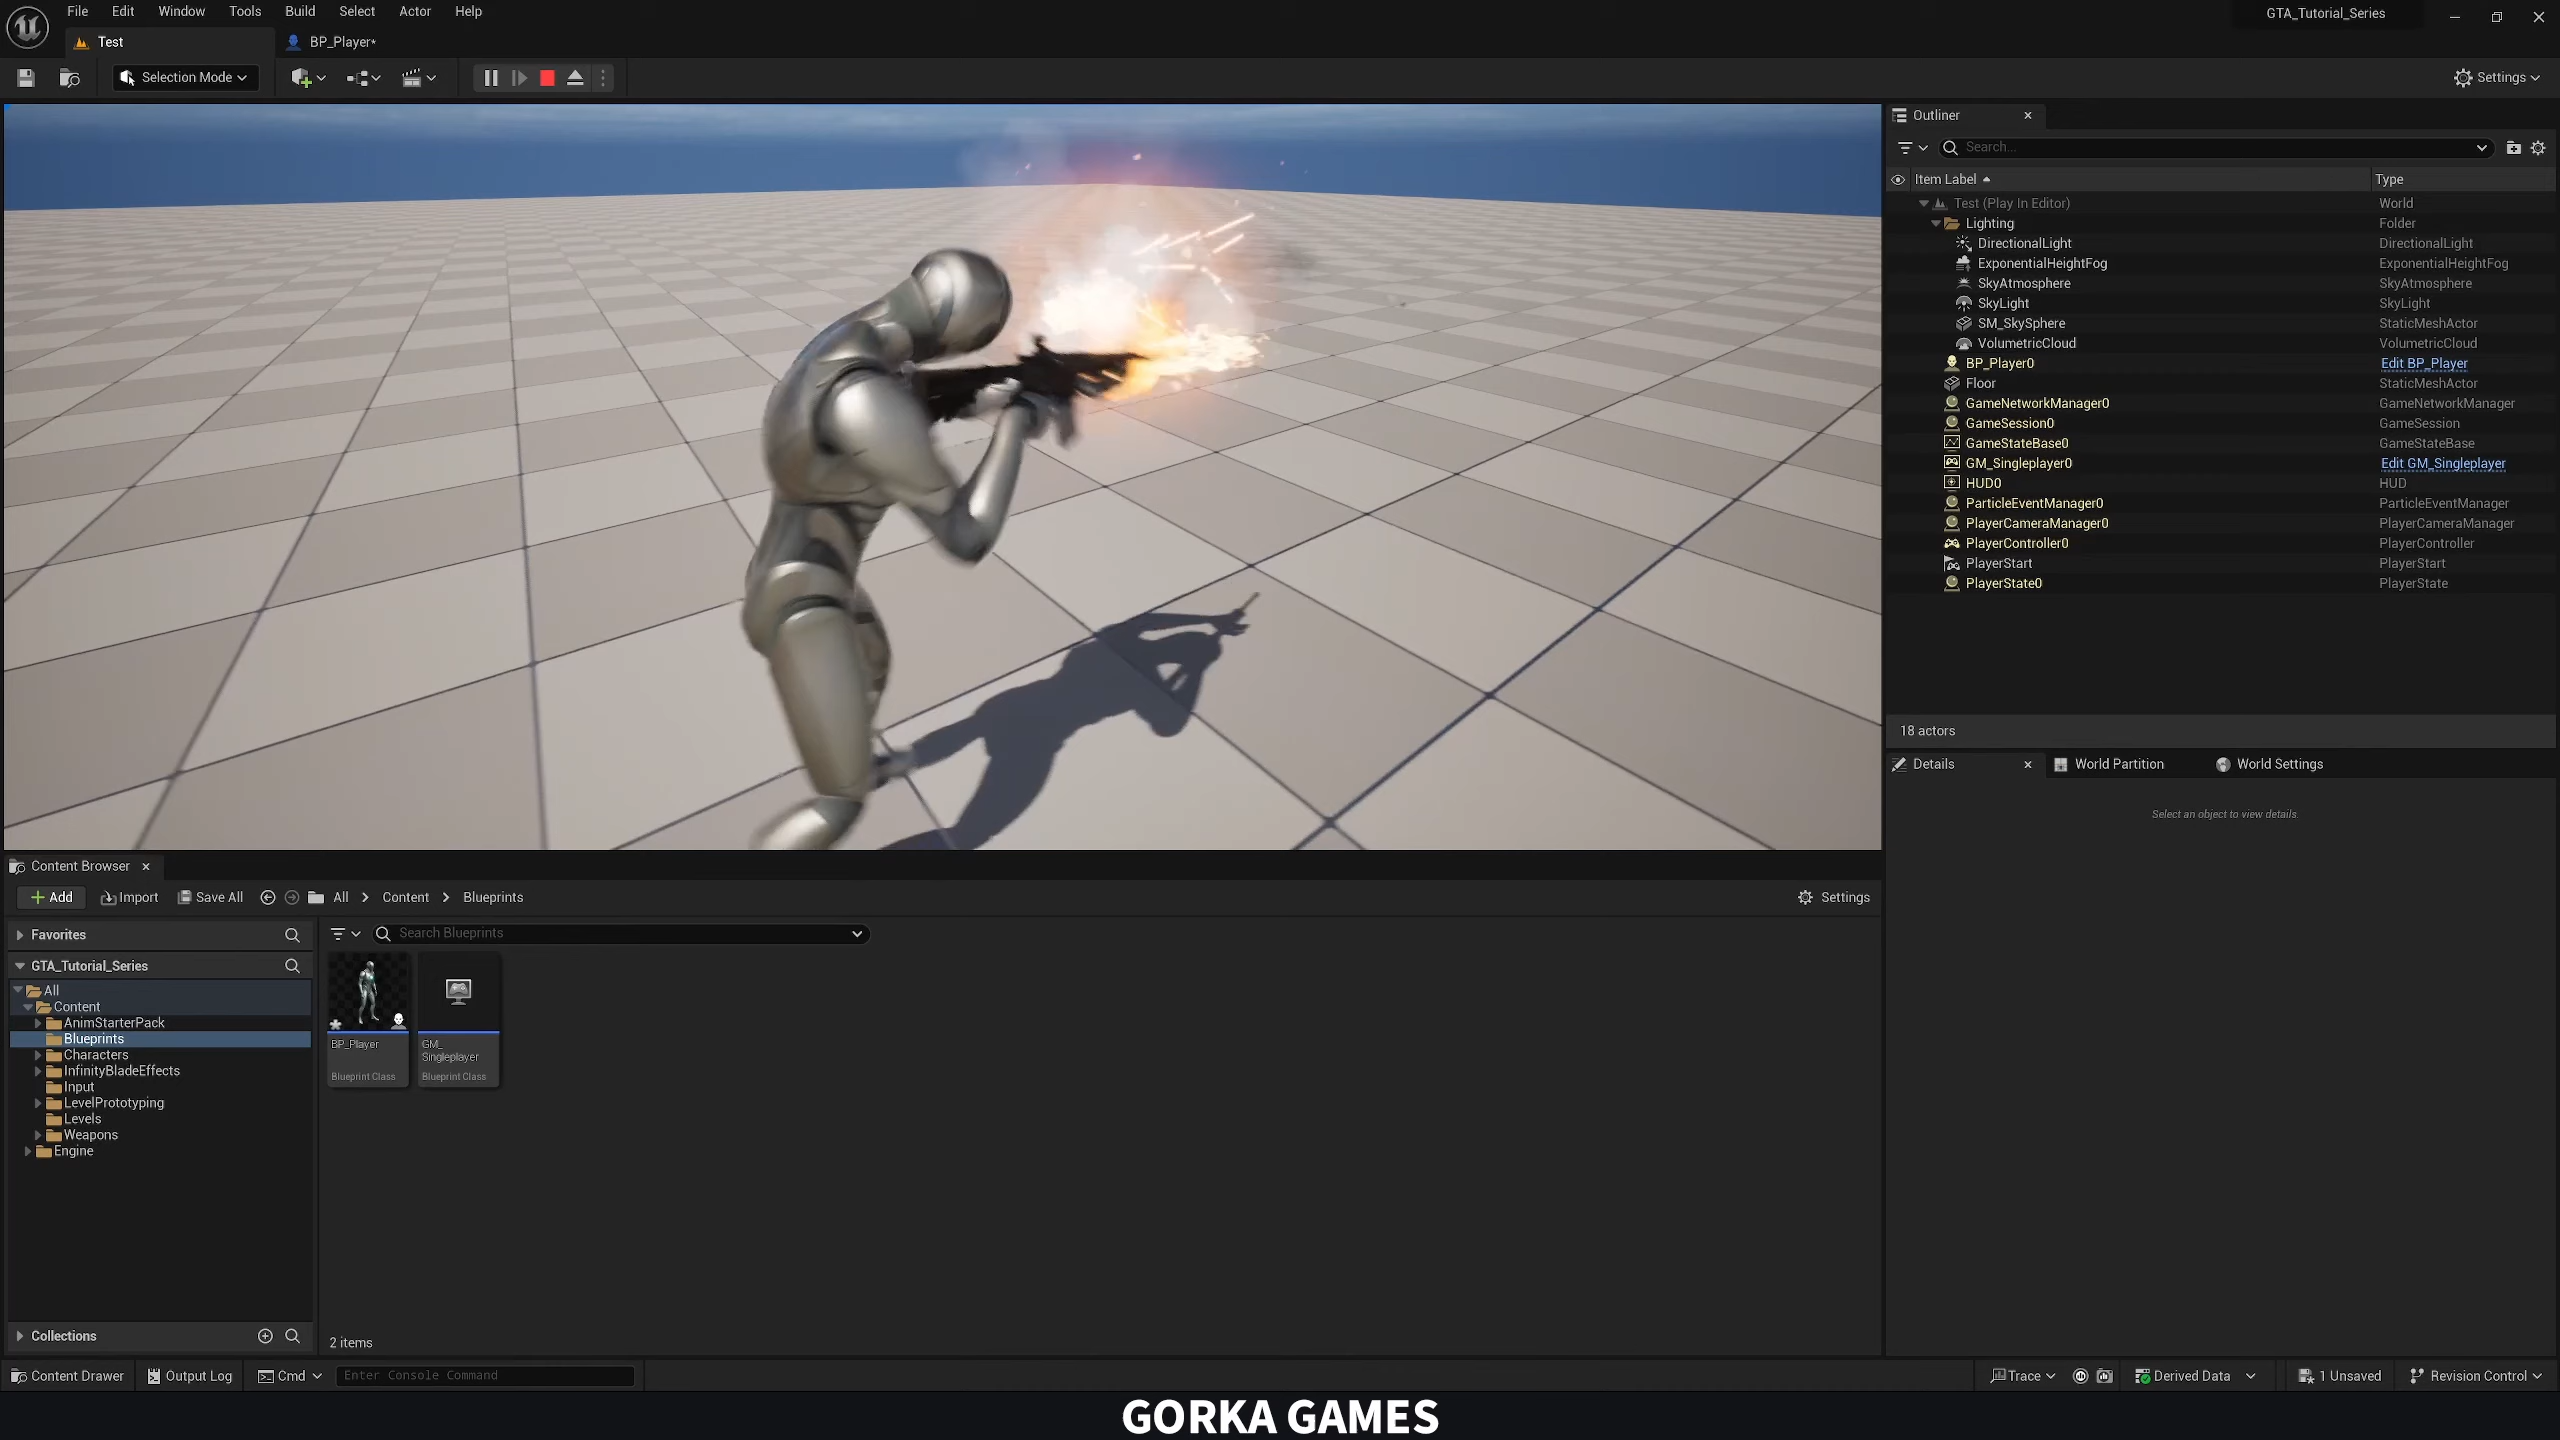 File Edit Window Tools Build Select Actor Help
GTA_Tutorial_Series
Test
BP_Player*
Selection Mode
Settings
Outliner
Search...
Item Label
Type
Test (Play In Editor) World
Lighting Folder
DirectionalLight DirectionalLight
ExponentialHeightFog ExponentialHeightFog
SkyAtmosphere SkyAtmosphere
SkyLight SkyLight
SM_SkySphere StaticMeshActor
VolumetricCloud VolumetricCloud
BP_Player0 Edit BP_Player
Floor StaticMeshActor
GameNetworkManager0 GameNetworkManager
GameSession0 GameSession
GameStateBase0 GameStateBase
GM_Singleplayer0 Edit GM_Singleplayer
HUD0 HUD
ParticleEventManager0 ParticleEventManager
PlayerCameraManager0 PlayerCameraManager
PlayerController0 PlayerController
PlayerStart PlayerStart
PlayerState0 PlayerState
18 actors
Details
World Partition
World Settings
Select an object to view details.
Content Browser
Add
Import
Save All
All
Content
Blueprints
Settings
Favorites
Search Blueprints
GTA_Tutorial_Series
All
Content
AnimStarterPack
Blueprints
Characters
InfinityBladeEffects
Input
LevelPrototyping
Levels
Weapons
Engine
BP_Player
Blueprint Class
GM_
Singleplayer
Blueprint Class
Collections
2 items
Content Drawer
Output Log
Cmd
Enter Console Command
Trace
Derived Data
1 Unsaved
Revision Control
GORKA GAMES